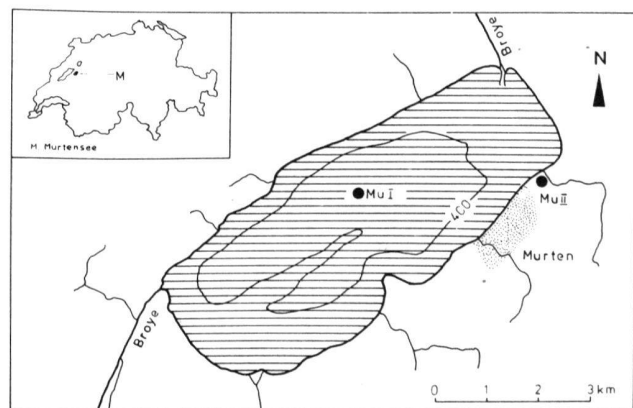 M
M Murtensee
Broye
N
Mu I
Mu II
400
Murten
Broye
0 1 2 3 km